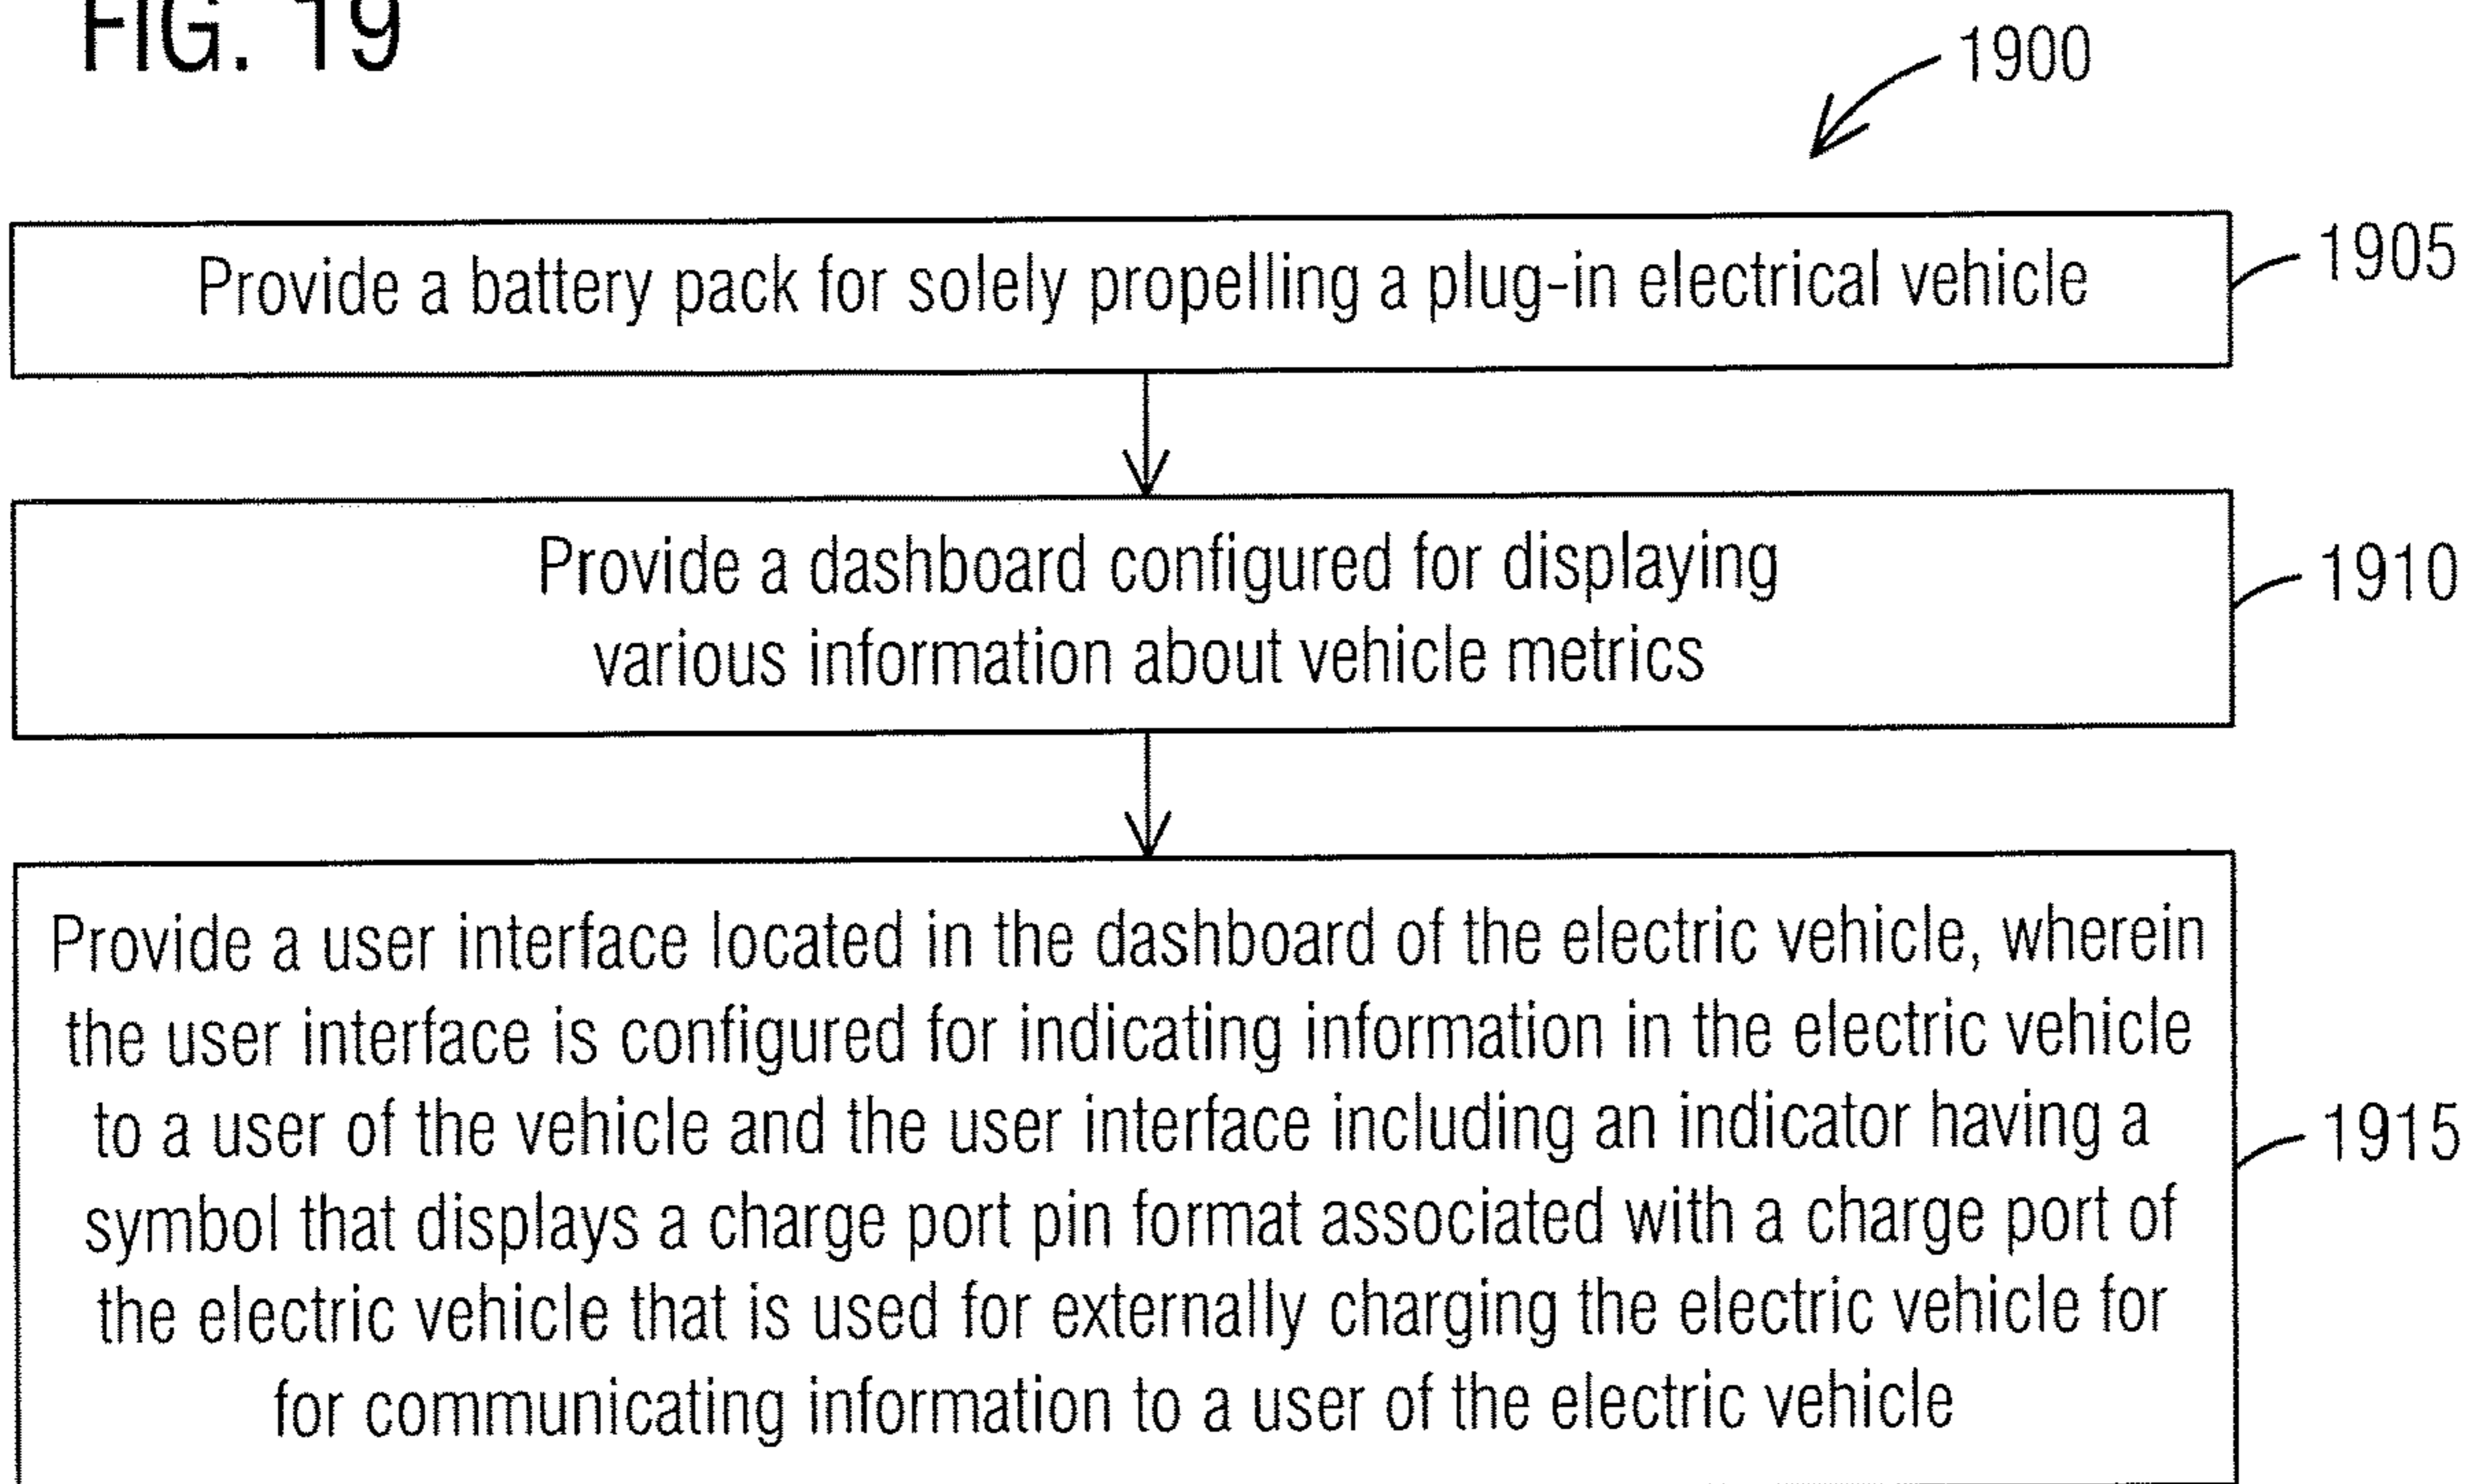 FIG. 19
1900
Provide a battery pack for solely propelling a plug-in electrical vehicle
1905
Provide a dashboard configured for displaying
various information about vehicle metrics
1910
Provide a user interface located in the dashboard of the electric vehicle, wherein
the user interface is configured for indicating information in the electric vehicle
to a user of the vehicle and the user interface including an indicator having a
symbol that displays a charge port pin format associated with a charge port of
the electric vehicle that is used for externally charging the electric vehicle for
for communicating information to a user of the electric vehicle
1915